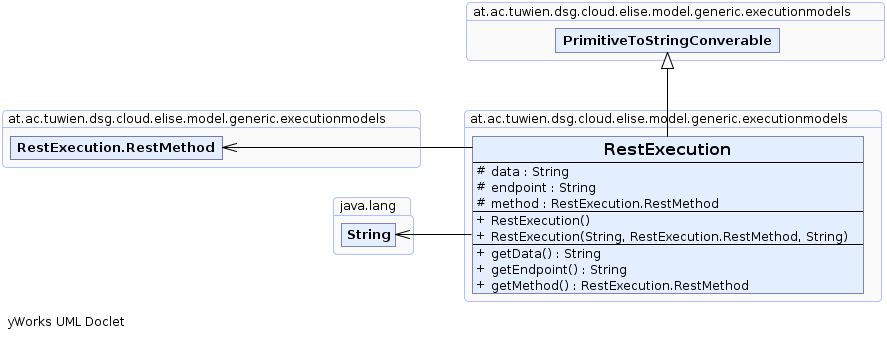 at.ac.tuwien.dsg.cloud.elise.model.generic.executionmodels
PrimitiveToStringConverable
at.ac.tuwien.dsg.cloud.elise.model.generic.executionmodels
RestExecution.RestMethod
at.ac.tuwien.dsg.cloud.elise.model.generic.executionmodels
RestExecution
# data : String
# endpoint : String
# method : RestExecution.RestMethod
+ RestExecution()
+ RestExecution(String, RestExecution.RestMethod, String)
+ getData() : String
+ getEndpoint() : String
+ getMethod() : RestExecution.RestMethod
java.lang
String
yWorks UML Doclet